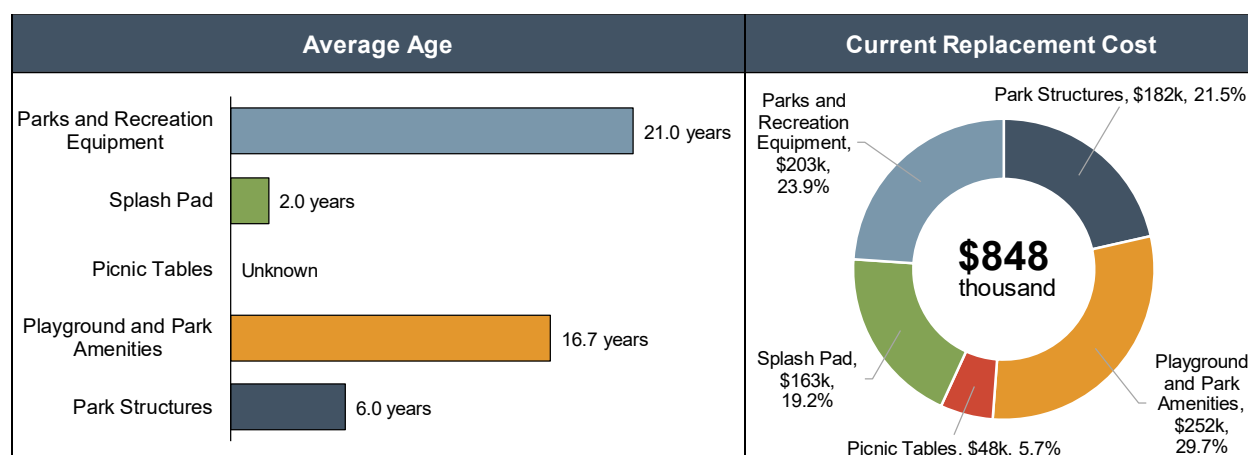 Average Age
Parks and Recreation
Equipment
21.0 years
Splash Pad
2.0 years
Picnic Tables
Unknown
Playground and Park
Amenities
16.7 years
Park Structures
6.0 years
Current Replacement Cost
Parks and
Recreation
Equipment,
$203k,
23.9%
Park Structures, $182k, 21.5%
$848
thousand
Splash Pad,
$163k,
19.2%
Playground
and Park
Amenities,
$252k,
29.7%
Picnic Tables, $48k, 5.7%